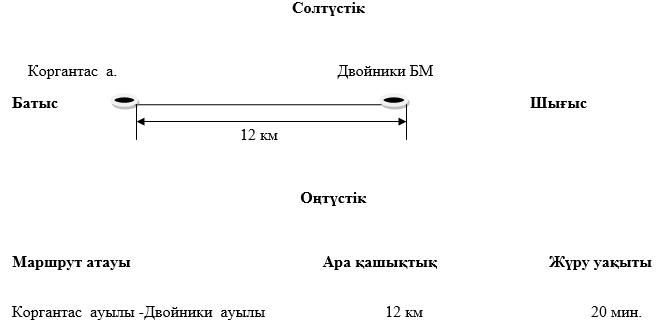 Солтүстік
Коргантас а. Двойники БМ
Батыс Шығыс
12 км
Оңтүстік
Маршрут атауы Ара қашықтық Жүру уақыты
Коргантас ауылы -Двойники ауылы 12 км 20 мин.